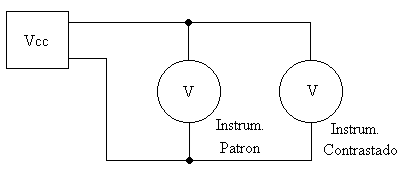 Vcc
V
V
Instrum.
Patron
Instrum.
Contrastado